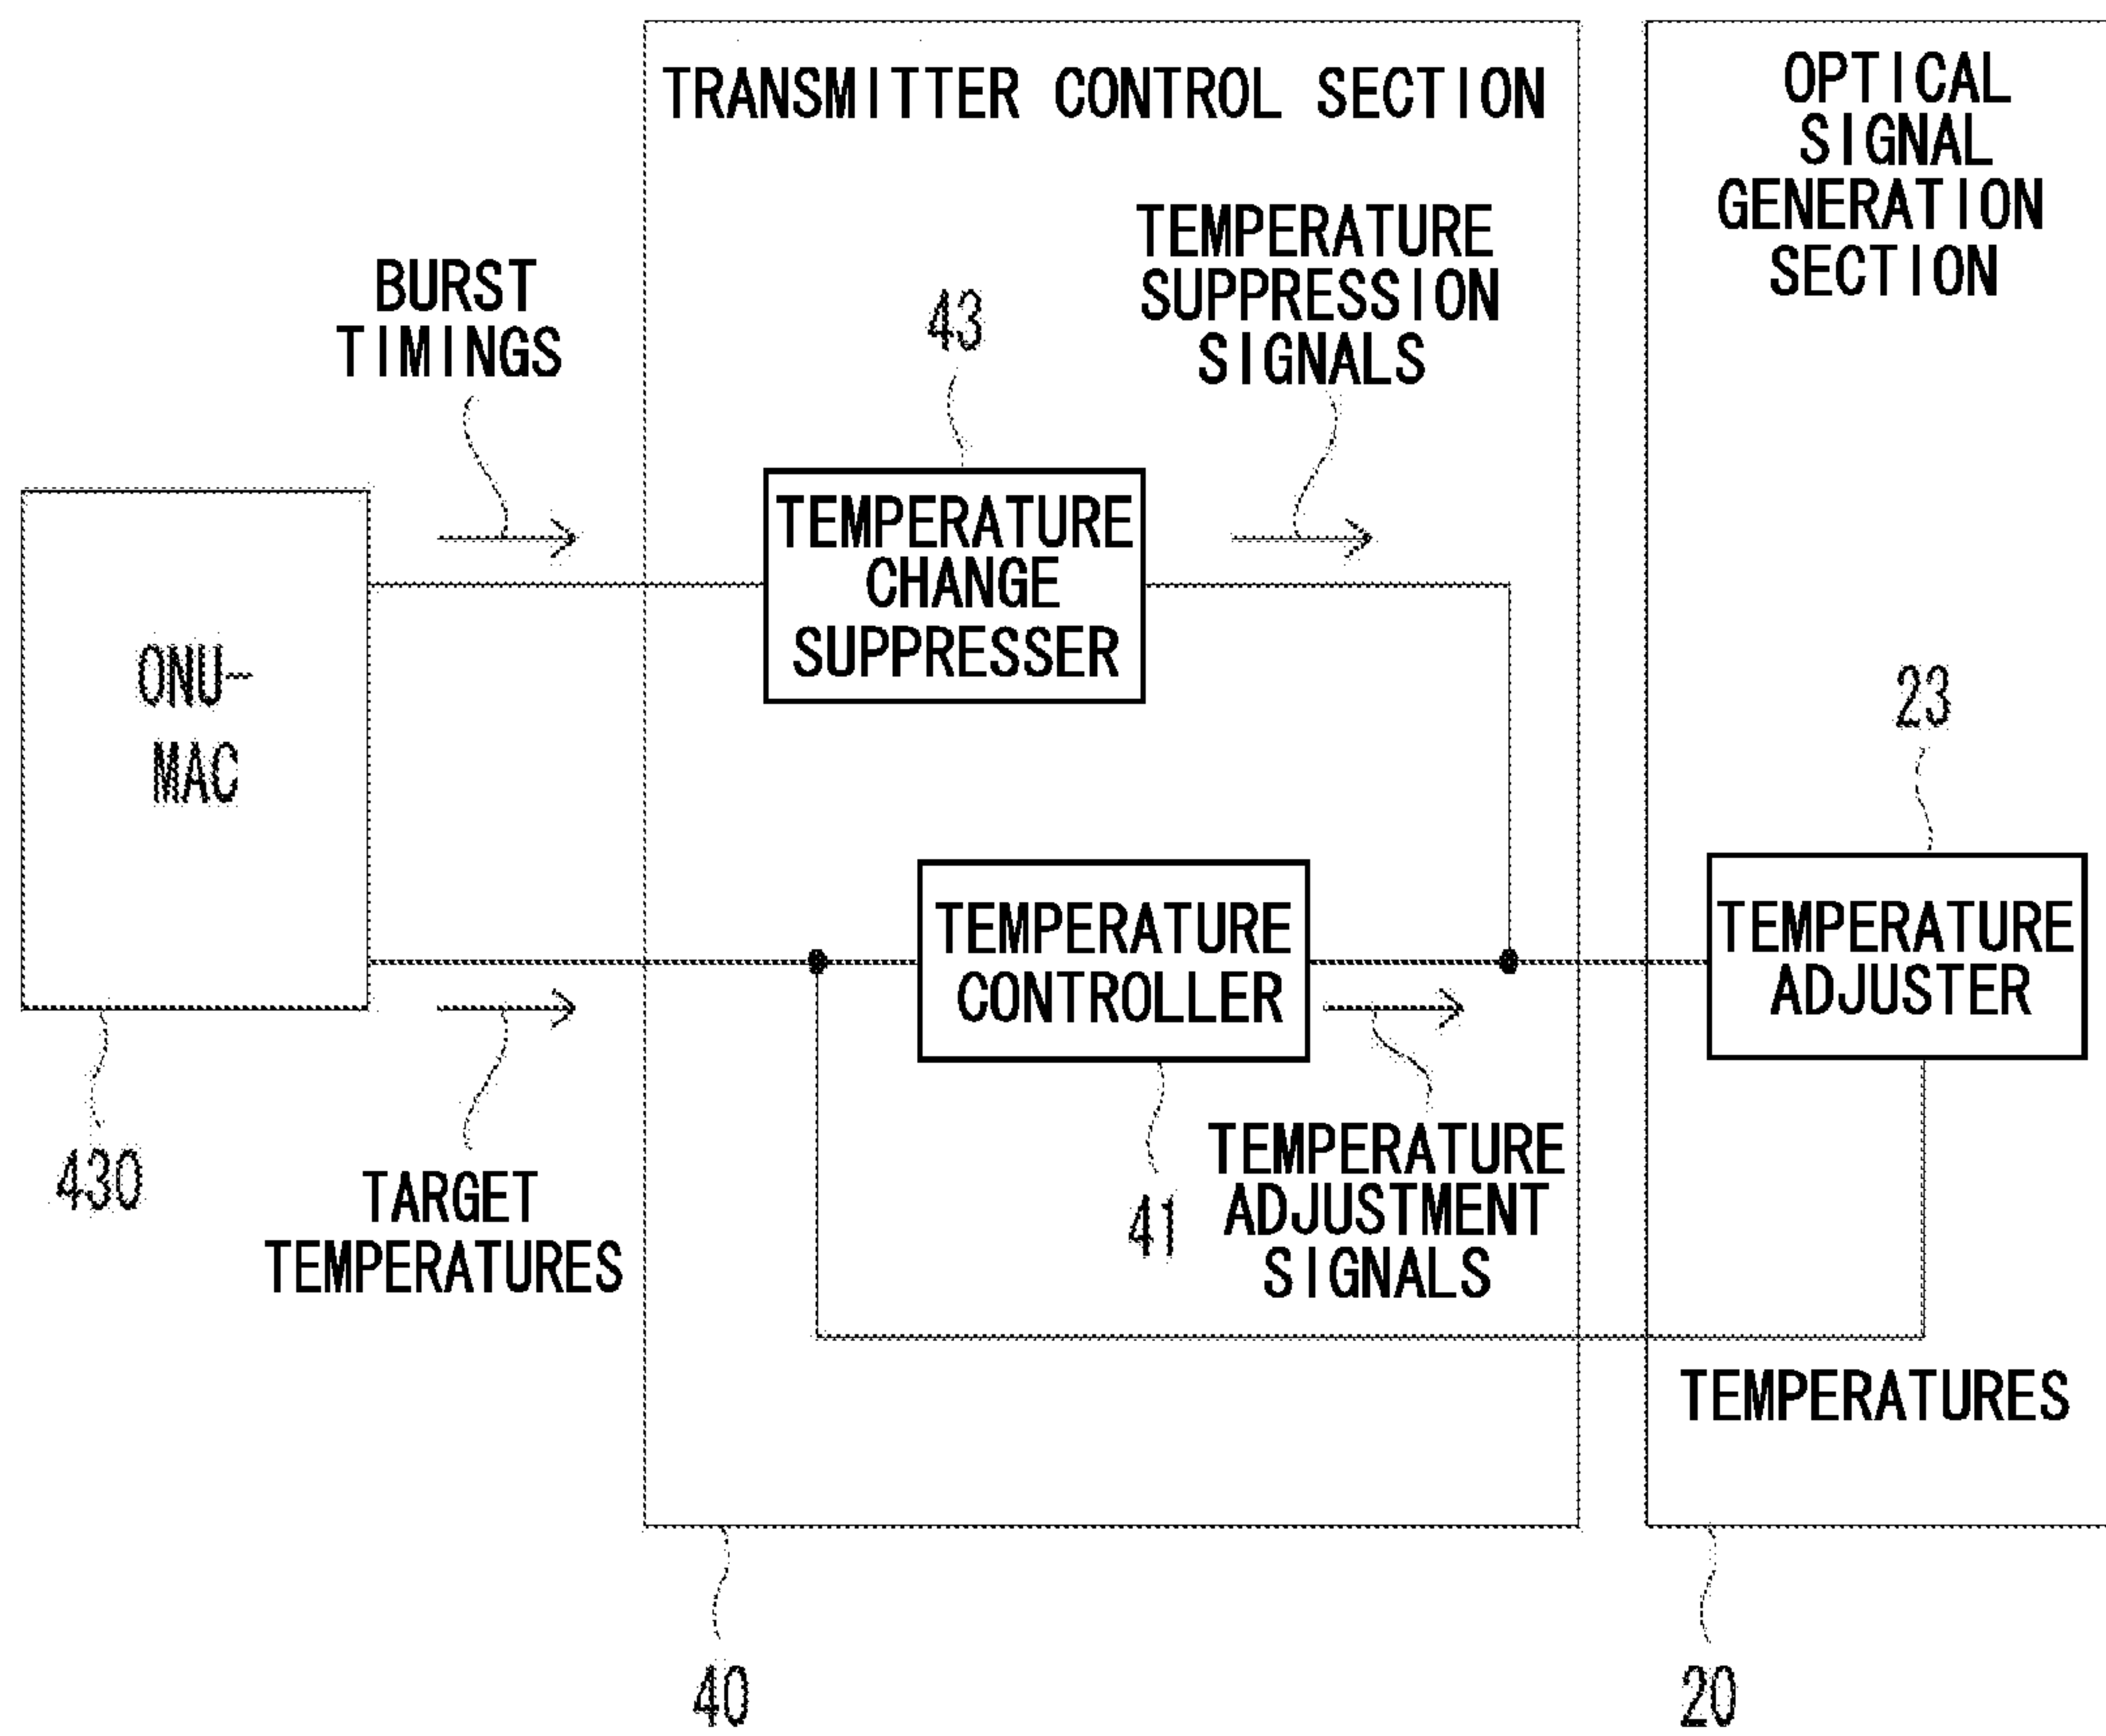 TRANSMITTER CONTROL SECTION
OPTICAL
SIGNAL
GENERATION
SECTION
BURST
TIMINGS
43
TEMPERATURE
SUPPRESSION
SIGNALS
TEMPERATURE
CHANGE
SUPPRESSER
ONU-
MAC
23
TEMPERATURE
CONTROLLER
TEMPERATURE
ADJUSTER
430
TARGET
TEMPERATURES
41
TEMPERATURE
ADJUSTMENT
SIGNALS
TEMPERATURES
40
20